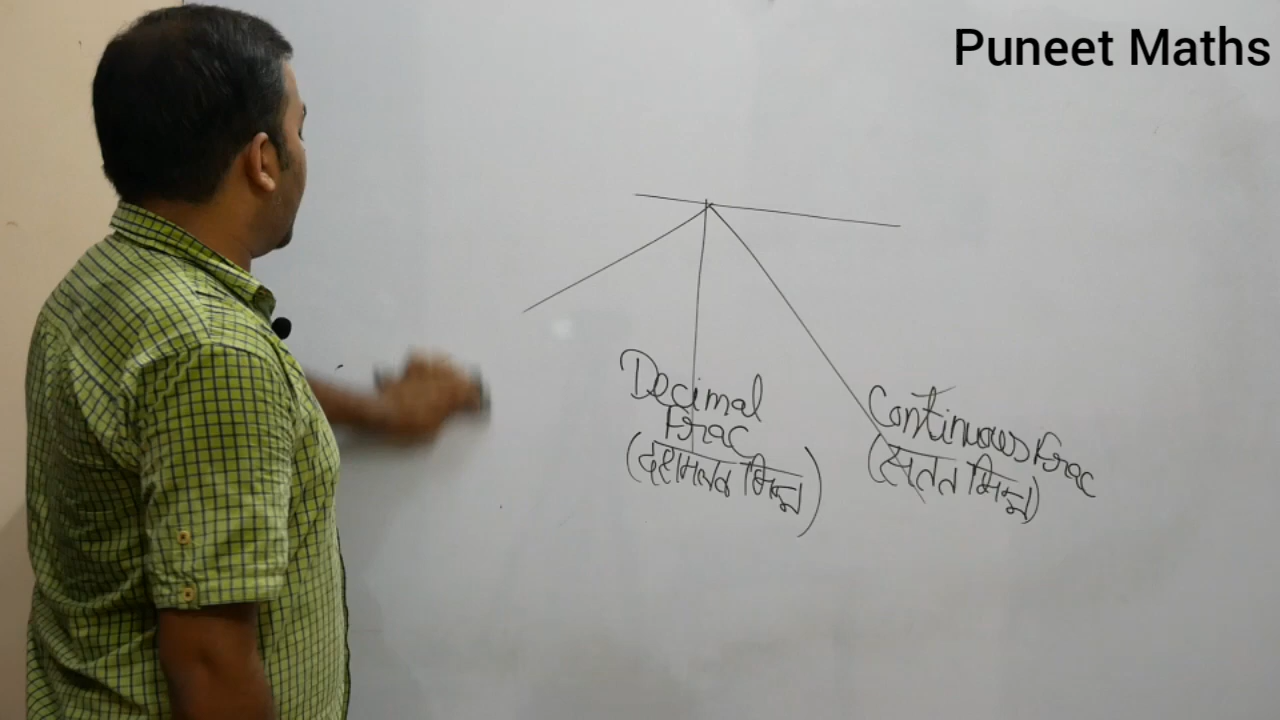 Puneet Maths
Decimal
Frac
(दशमलव भिन्न)
Continuous Frac
(सतत भिन्न)